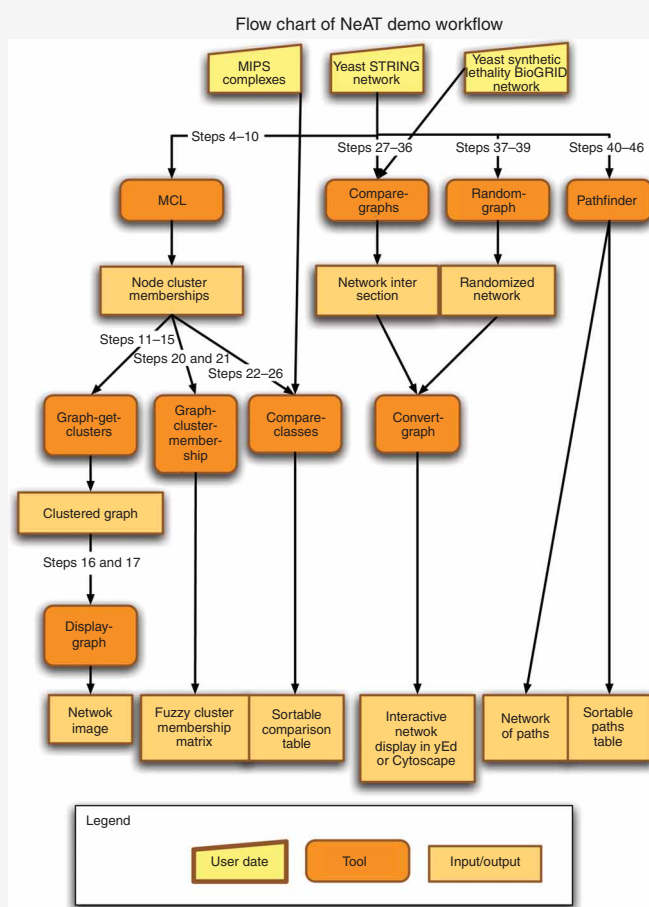 Flow chart of NeAT demo workflow
MIPS
complexes
Yeast STRING
network
Yeast synthetic
lethality BioGRID
network
Steps 4–10
Steps 27–36
Steps 37–39
Steps 40–46
MCL
Compare-
graphs
Random-
graph
Pathfinder
Node cluster
memberships
Network inter
section
Randomized
network
Steps 11–15
Steps 20 and 21
Steps 22–26
Graph-get-
clusters
Graph-
cluster-
member-
ship
Compare-
classes
Convert-
graph
Clustered graph
Steps 16 and 17
Display-
graph
Netwok
image
Fuzzy cluster
membership
matrix
Sortable
comparison
table
Interactive
netwok
display in yEd
or Cytoscape
Network
of paths
Sortable
paths
table
Legend
User date
Tool
Input/output